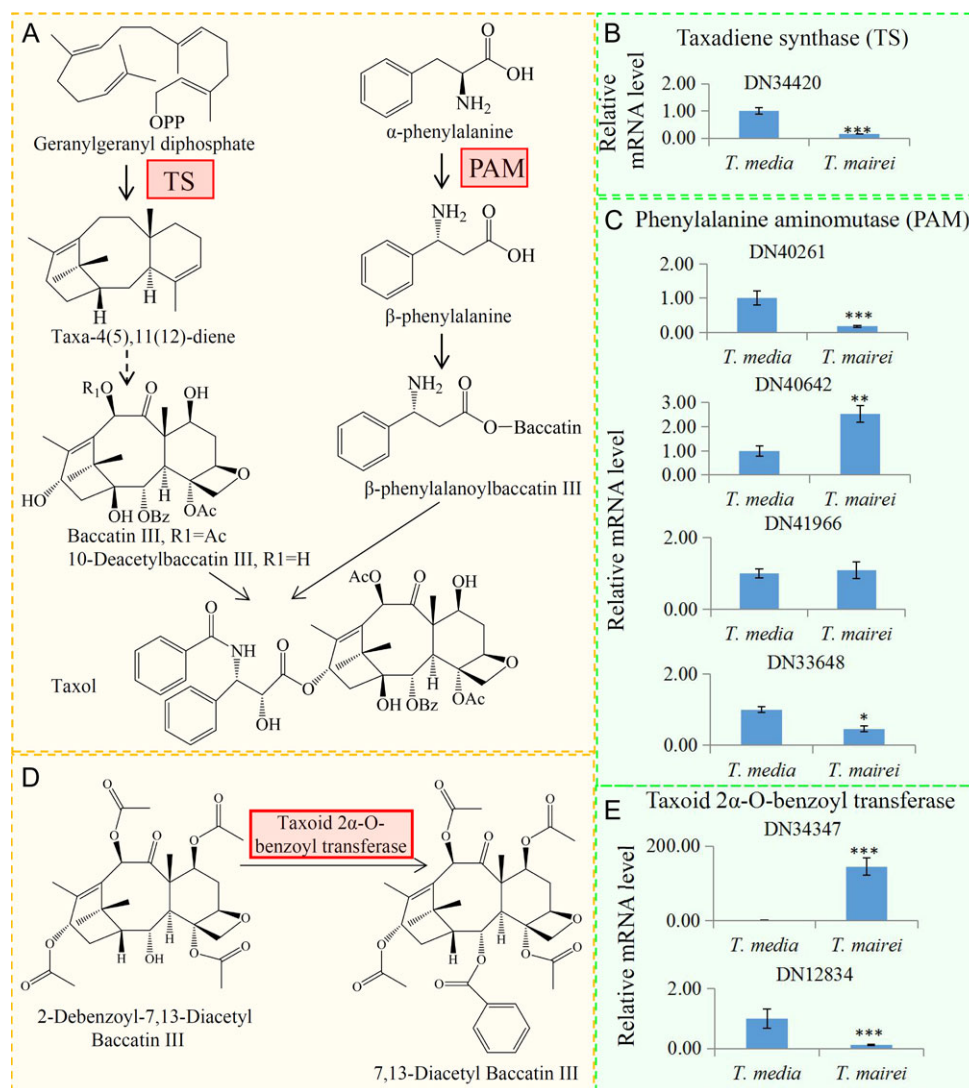 A
OPP
Geranylgeranyl diphosphate
TS
H
H
Taxa-4(5),11(12)-diene
R1
O
O
OH
HO
OH
OBz
H
OAc
O
Baccatin III, R1=Ac
10-Deacetylbaccatin III, R1=H
O
OH
NH2
α-phenylalanine
PAM
NH2
O
OH
β-phenylalanine
NH2
O
O
Baccatin
β-phenylalanoylbaccatin III
Taxol
O
NH
O
OH
O
AcO
O
OH
OH
OBz
H
OAc
O
B
Taxadiene synthase (TS)
Relative
mRNA level
DN34420
2.00
1.00
0.00
***
T. media
T. mairei
C
Phenylalanine aminomutase (PAM)
Relative mRNA level
DN40261
2.00
1.00
0.00
***
T. media
T. mairei
DN40642
3.00
2.00
1.00
0.00
**
T. media
T. mairei
DN41966
2.00
0.00
T. media
T. mairei
DN33648
2.00
0.00
*
T. media
T. mairei
D
O
O
O
O
O
O
O
O
H
OH
H
O
O
2-Debenzoyl-7,13-Diacetyl
Baccatin III
Taxoid 2α-O-
benzoyl transferase
O
O
O
O
O
O
O
O
H
H
O
O
O
O
7,13-Diacetyl Baccatin III
E
Taxoid 2α-O-benzoyl transferase
Relative mRNA level
DN34347
200.00
0.00
***
T. media
T. mairei
DN12834
2.00
1.00
0.00
***
T. media
T. mairei